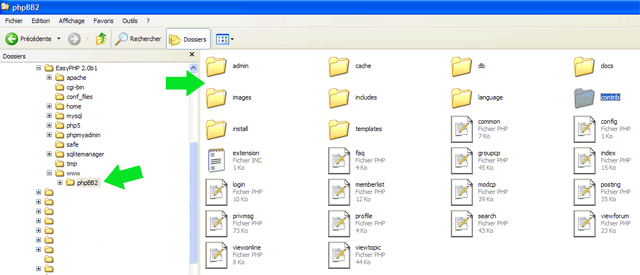 phpBB2
Fichier Edition Affichage Favoris Outils ?
Précédente Rechercher Dossiers
Dossiers
EasyPHP 2.0b1
apache
cgi-bin
conf_files
home
mysql
php5
phpmyadmin
safe
sqlitemanager
tmp
www
phpBB2
admin cache db docs
images includes language contrib
install templates common config
Fichier PHP Fichier PHP
7 Ko 1 Ko
extension faq groupcp index
Fichier INC Fichier PHP Fichier PHP Fichier PHP
1 Ko 4 Ko 45 Ko 15 Ko
login memberlist modcp posting
Fichier PHP Fichier PHP Fichier PHP Fichier PHP
10 Ko 12 Ko 39 Ko 35 Ko
privmsg profile search viewforum
Fichier PHP Fichier PHP Fichier PHP Fichier PHP
71 Ko 4 Ko 43 Ko 23 Ko
viewonline viewtopic
Fichier PHP Fichier PHP
8 Ko 44 Ko